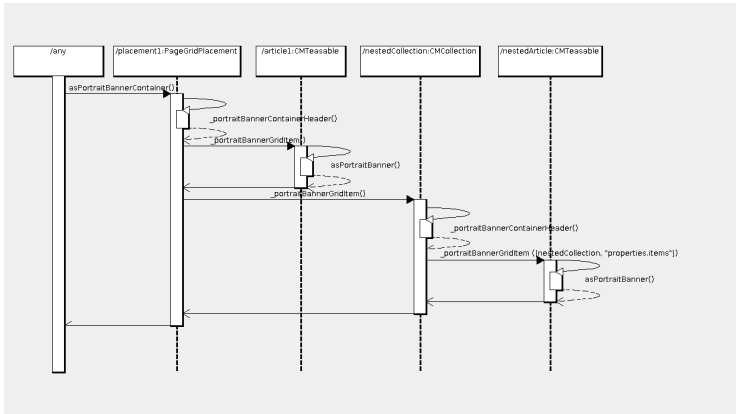 /any
/placement1:PageGridPlacement
/article1:CMTeasable
/nestedCollection:CMCollection
/nestedArticle:CMTeasable
asPortraitBannerContainer()
_portraitBannerContainerHeader()
_portraitBannerGridItem()
asPortraitBanner()
_portraitBannerGridItem()
_portraitBannerContainerHeader()
_portraitBannerGridItem ([nestedCollection, "properties.items"])
asPortraitBanner()